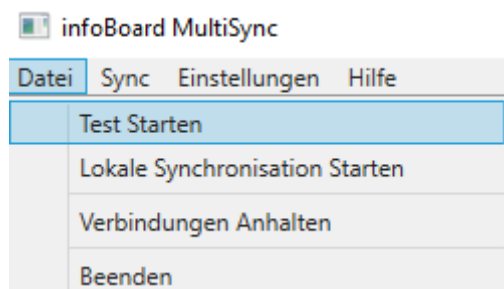 infoBoard MultiSync
Datei Sync Einstellungen Hilfe
Test Starten
Lokale Synchronisation Starten
Verbindungen Anhalten
Beenden